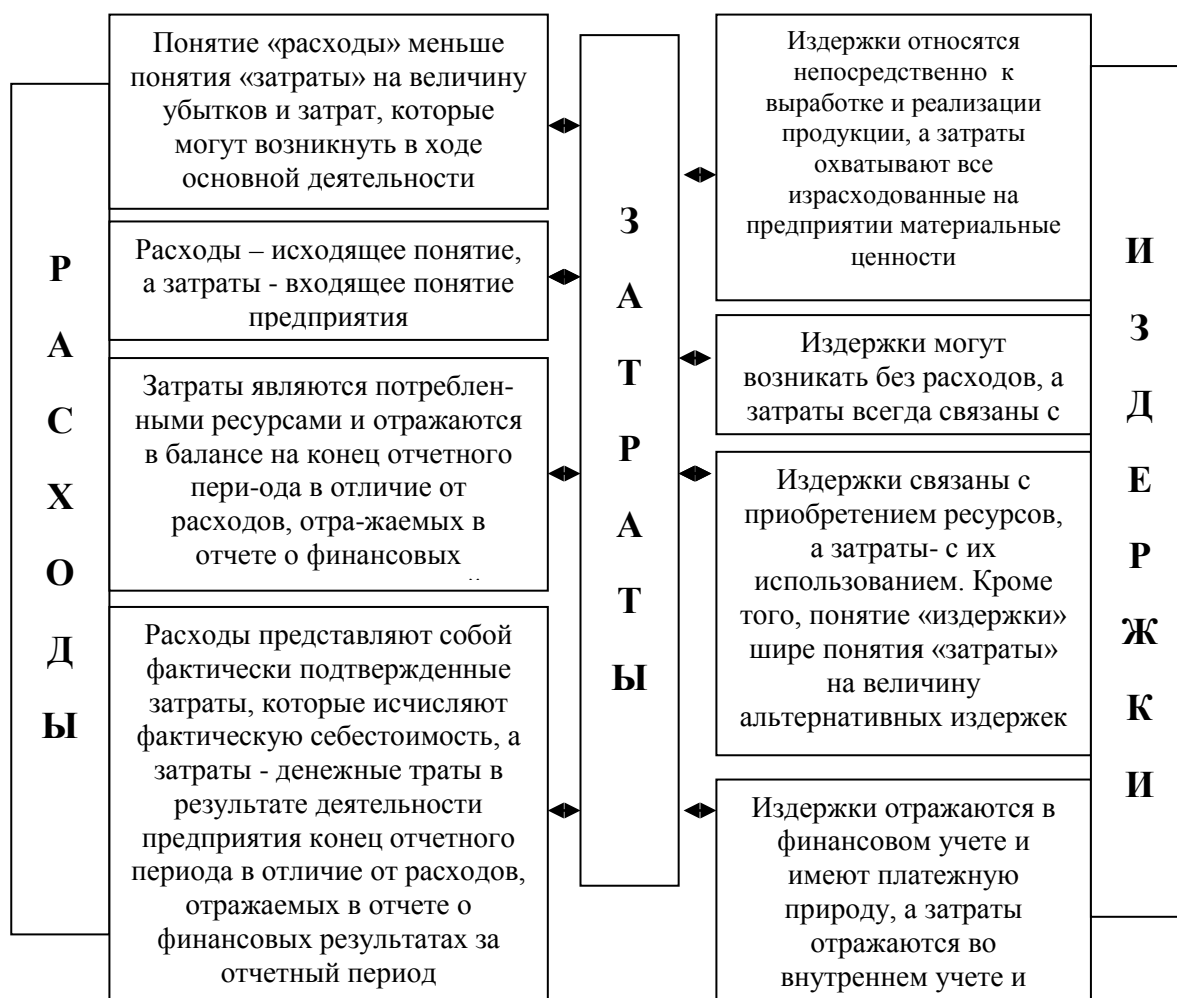 РАСХОДЫ
Понятие «расходы» меньше
понятия «затраты» на величину
убытков и затрат, которые
могут возникнуть в ходе
основной деятельности
Расходы – исходящее понятие,
а затраты - входящее понятие
предприятия
Затраты являются потреблен-
ными ресурсами и отражаются
в балансе на конец отчетного
пери-ода в отличие от
расходов, отра-жаемых в
отчете о финансовых
Расходы представляют собой
фактически подтвержденные
затраты, которые исчисляют
фактическую себестоимость, а
затраты - денежные траты в
результате деятельности
предприятия конец отчетного
периода в отличие от расходов,
отражаемых в отчете о
финансовых результатах за
отчетный период
ЗАТРАТЫ
Издержки относятся
непосредственно к
выработке и реализации
продукции, а затраты
охватывают все
израсходованные на
предприятии материальные
ценности
Издержки могут
возникать без расходов, а
затраты всегда связаны с
Издержки связаны с
приобретением ресурсов,
а затраты- с их
использованием. Кроме
того, понятие «издержки»
шире понятия «затраты»
на величину
альтернативных издержек
Издержки отражаются в
финансовом учете и
имеют платежную
природу, а затраты
отражаются во
внутреннем учете и
ИЗДЕРЖКИ